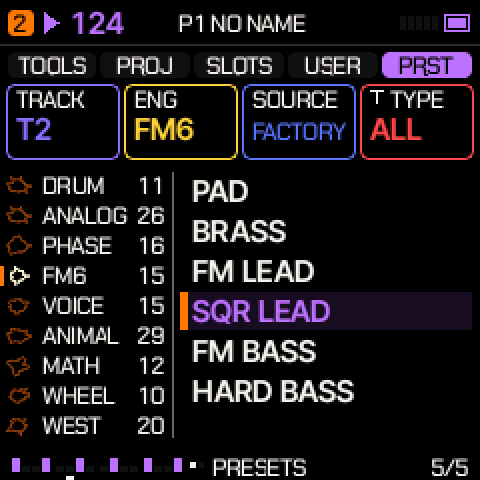 2 124 P1 NO NAME
TOOLS PROJ SLOTS USER PRST
TRACK ENG SOURCE T TYPE
T2 FM6 FACTORY ALL
DRUM 11
ANALOG 26
PHASE 16
FM6 15
VOICE 15
ANIMAL 29
MATH 12
WHEEL 10
WEST 20
PAD
BRASS
FM LEAD
SQR LEAD
FM BASS
HARD BASS
PRESETS 5/5